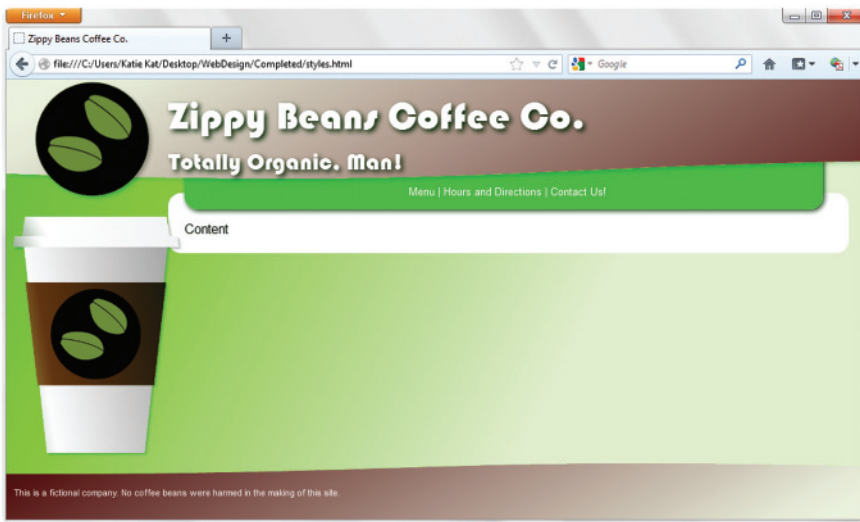 Firefox
Zippy Beans Coffee Co.
file:///C:/Users/Katie Kat/Desktop/WebDesign/Completed/styles.html
Google
Zippy Beans Coffee Co.
Totally Organic, Man!
Menu | Hours and Directions | Contact Us!
Content
This is a fictional company. No coffee beans were harmed in the making of this site.